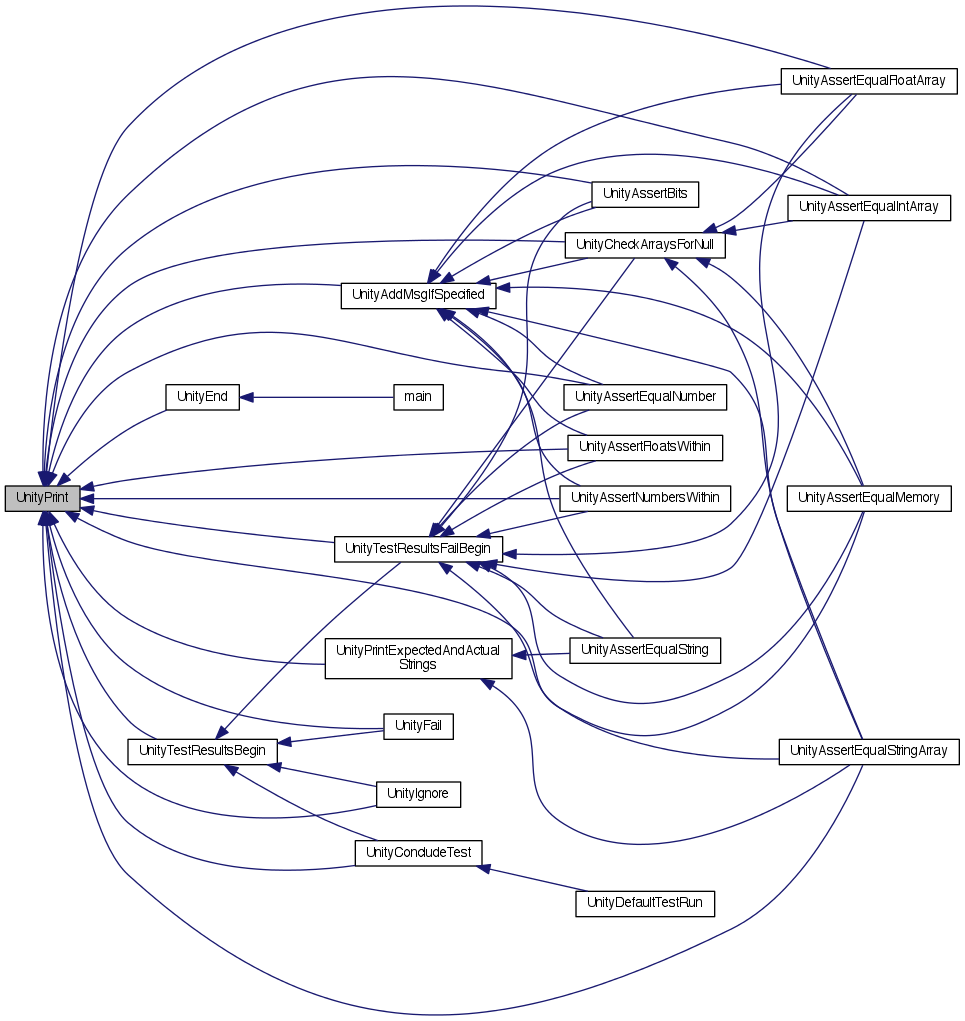 UnityAssertEqualFloatArray
UnityAssertBits
UnityAssertEqualIntArray
UnityCheckArraysForNull
UnityAddMsgIfSpecified
UnityEnd
main
UnityAssertEqualNumber
UnityAssertFloatsWithin
UnityPrint
UnityAssertNumbersWithin
UnityAssertEqualMemory
UnityTestResultsFailBegin
UnityPrintExpectedAndActual
Strings
UnityAssertEqualString
UnityFail
UnityTestResultsBegin
UnityAssertEqualStringArray
UnityIgnore
UnityConcludeTest
UnityDefaultTestRun